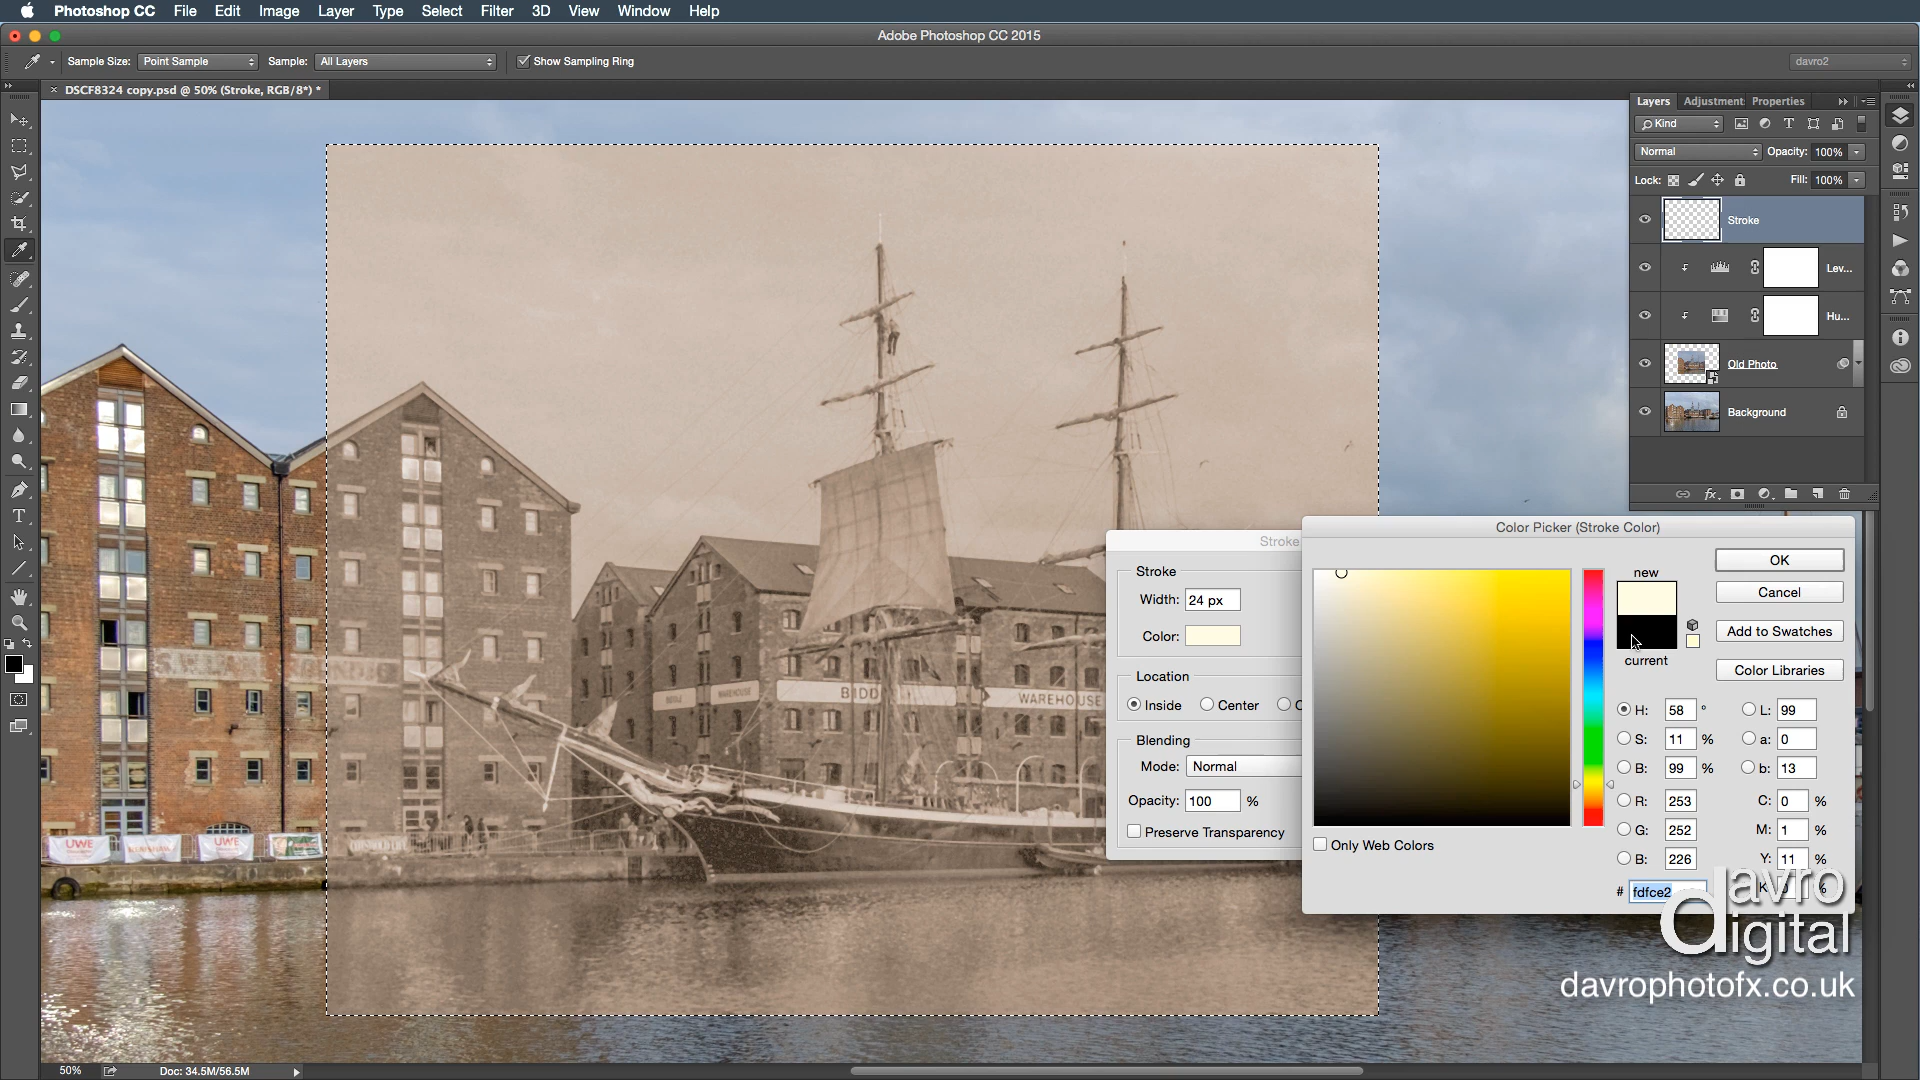 Photoshop CC File Edit Image Layer Type Select Filter 3D View Window Help
Adobe Photoshop CC 2015
Sample Size: Point Sample Sample: All Layers Show Sampling Ring davro2
× DSCF8324 copy.psd @ 50% (Stroke, RGB/8*) *
Layers Adjustment Properties
Kind
Normal Opacity: 100%
Lock: Fill: 100%
Stroke
Lev...
Hu...
Old Photo
Background
fx
Stroke
Stroke
Width: 24 px
Color:
Location
Inside Center
Blending
Mode: Normal
Opacity: 100 %
Preserve Transparency
Color Picker (Stroke Color)
new
current
OK
Cancel
Add to Swatches
Color Libraries
H: 58 ° L: 99
S: 11 % a: 0
B: 99 % b: 13
R: 253 C: 0 %
G: 252 M: 1 %
B: 226 Y: 11 %
# fdfce2 K: 0 %
Only Web Colors
WAREHOUSE
WAREHOUSE
UWE
UWE
davro
digital
davrophotofx.co.uk
50% Doc: 34.5M/56.5M